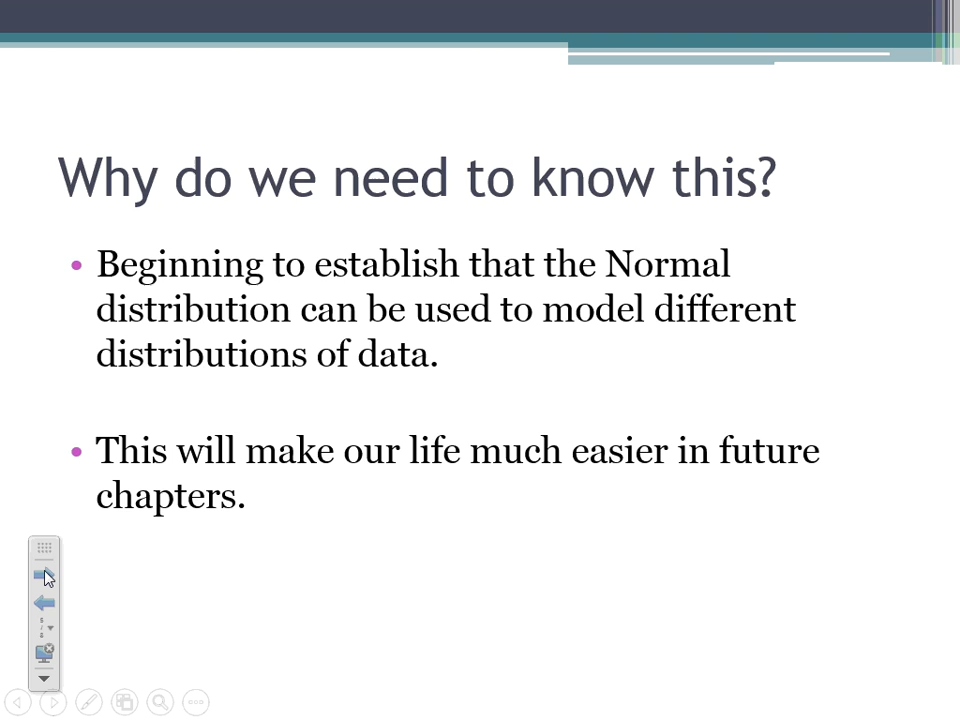 Why do we need to know this?
• Beginning to establish that the Normal
distribution can be used to model different
distributions of data.
• This will make our life much easier in future
chapters.